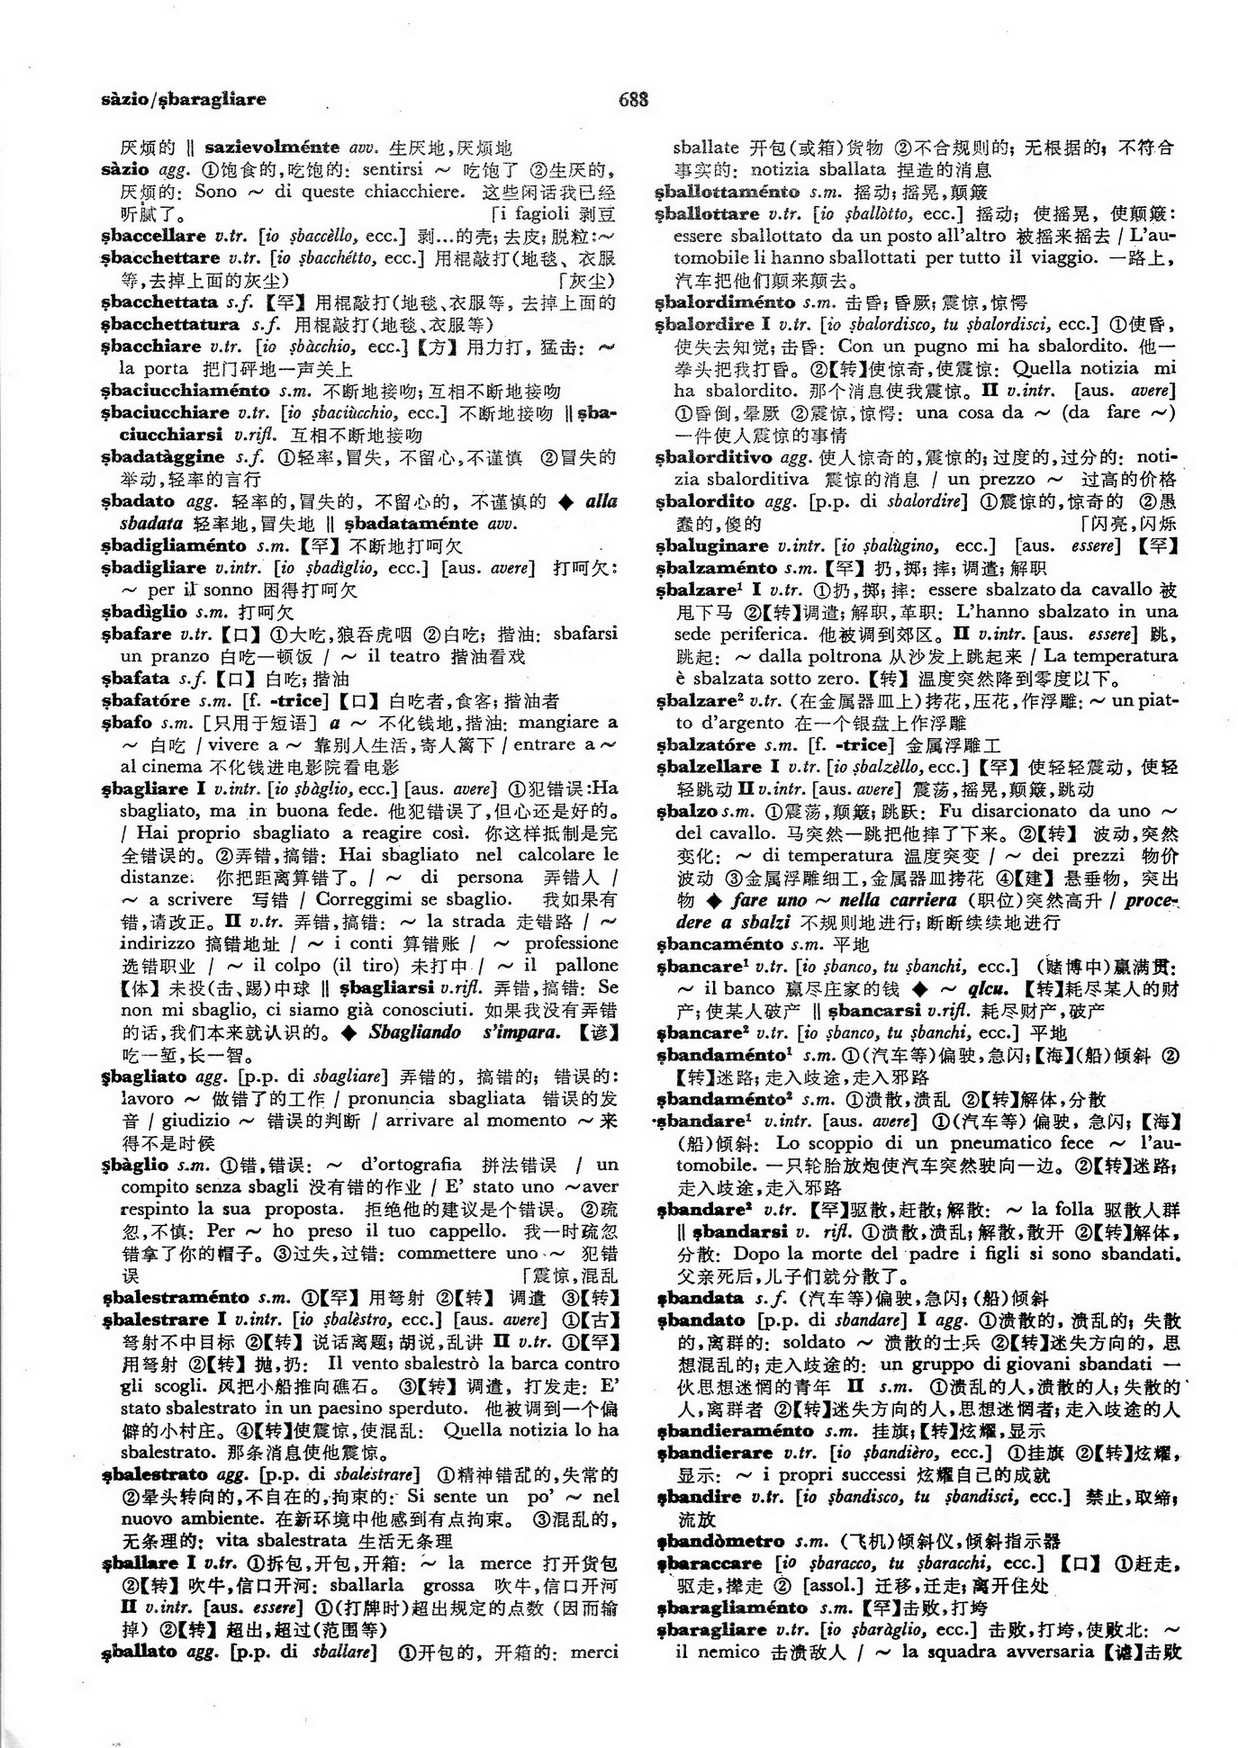 sàzio/ṣbaragliare
688
厌烦的 ‖ sazievolménte avv. 生厌地,厌烦地
sàzio agg. ①饱食的,吃饱的: sentirsi ～ 吃饱了 ②生厌的,
厌烦的: Sono ～ di queste chiacchiere. 这些闲话我已经
听腻了。 「i fagioli 剥豆
ṣbaccellare v.tr. [io ṣbaccèllo, ecc.] 剥…的壳; 去皮; 脱粒:～
ṣbacchettare v.tr. [io ṣbacchétto, ecc.] 用棍敲打(地毯、衣服
等,去掉上面的灰尘) 「灰尘)
ṣbacchettata s.f. 【罕】用棍敲打(地毯、衣服等, 去掉上面的
ṣbacchettatura s.f. 用棍敲打(地毯、衣服等)
ṣbacchiare v.tr. [io ṣbàcchio, ecc.]【方】用力打, 猛击: ～
la porta 把门砰地一声关上
ṣbaciucchiaménto s.m. 不断地接吻; 互相不断地接吻
ṣbaciucchiare v.tr. [io ṣbaciùcchio, ecc.] 不断地接吻 ‖ ṣba-
ciucchiarsi v.rifl. 互相不断地接吻
ṣbadatàggine s.f. ①轻率,冒失, 不留心,不谨慎 ②冒失的
举动,轻率的言行
ṣbadato agg. 轻率的,冒失的, 不留心的, 不谨慎的 ◆ alla
sbadata 轻率地,冒失地 ‖ ṣbadataménte avv.
ṣbadigliaménto s.m.【罕】不断地打呵欠
ṣbadigliare v.intr. [io ṣbadìglio, ecc.] [aus. avere] 打呵欠:
～ per il sonno 困得打呵欠
ṣbadìglio s.m. 打呵欠
ṣbafare v.tr.【口】①大吃,狼吞虎咽 ②白吃; 揩油: sbafarsi
un pranzo 白吃一顿饭 / ～ il teatro 揩油看戏
ṣbafata s.f.【口】白吃; 揩油
ṣbafatóre s.m. [f. -trice]【口】白吃者,食客; 揩油者
ṣbafo s.m. [只用于短语] a ～ 不化钱地,揩油: mangiare a
～ 白吃 / vivere a ～ 靠别人生活,寄人篱下 / entrare a～
al cinema 不化钱进电影院看电影
ṣbagliare I v.intr. [io ṣbàglio, ecc.] [aus. avere] ①犯错误:Ha
sbagliato, ma in buona fede. 他犯错误了,但心还是好的。
/ Hai proprio sbagliato a reagire così. 你这样抵制是完
全错误的。②弄错,搞错: Hai sbagliato nel calcolare le
distanze. 你把距离算错了。/ ～ di persona 弄错人 /
～ a scrivere 写错 / Correggimi se sbaglio. 我如果有
错,请改正。II v.tr. 弄错,搞错: ～ la strada 走错路 / ～
indirizzo 搞错地址 / ～ i conti 算错账 / ～ professione
选错职业 / ～ il colpo (il tiro) 未打中 / ～ il pallone
【体】未投(击、踢)中球 ‖ ṣbagliarsi v.rifl. 弄错,搞错: Se
non mi sbaglio, ci siamo già conosciuti. 如果我没有弄错
的话,我们本来就认识的。◆ Sbagliando s'impara. 【谚】
吃一堑,长一智。
ṣbagliato agg. [p.p. di sbagliare] 弄错的, 搞错的; 错误的:
lavoro ～ 做错了的工作 / pronuncia sbagliata 错误的发
音 / giudizio ～ 错误的判断 / arrivare al momento ～ 来
得不是时候
ṣbàglio s.m. ①错,错误: ～ d'ortografia 拼法错误 / un
compito senza sbagli 没有错的作业 / E' stato uno ～aver
respinto la sua proposta. 拒绝他的建议是个错误。②疏
忽,不慎: Per ～ ho preso il tuo cappello. 我一时疏忽
错拿了你的帽子。③过失,过错: commettere uno ～ 犯错
误 「震惊,混乱
ṣbalestraménto s.m. ①【罕】用弩射 ②【转】 调遣 ③【转】
ṣbalestrare I v.intr. [io ṣbalèstro, ecc.] [aus. avere] ①【古】
弩射不中目标 ②【转】说话离题; 胡说,乱讲 II v.tr. ①【罕】
用弩射 ②【转】抛,扔: Il vento sbalestrò la barca contro
gli scogli. 风把小船推向礁石。③【转】调遣, 打发走: E'
stato sbalestrato in un paesino sperduto. 他被调到一个偏
僻的小村庄。④【转】使震惊,使混乱: Quella notizia lo ha
sbalestrato. 那条消息使他震惊。
ṣbalestrato agg. [p.p. di sbalestrare] ①精神错乱的,失常的
②晕头转向的,不自在的,拘束的: Si sente un po' ～ nel
nuovo ambiente. 在新环境中他感到有点拘束。③混乱的,
无条理的: vita sbalestrata 生活无条理
ṣballare I v.tr. ①拆包,开包,开箱: ～ la merce 打开货包
②【转】吹牛,信口开河: sballarla grossa 吹牛,信口开河
II v.intr. [aus. essere] ①(打牌时)超出规定的点数 (因而输
掉) ②【转】超出,超过(范围等)
ṣballato agg. [p.p. di sballare] ①开包的, 开箱的: merci
sballate 开包(或箱)货物 ②不合规则的; 无根据的; 不符合
事实的: notizia sballata 捏造的消息
ṣballottaménto s.m. 摇动; 摇晃,颠簸
ṣballottare v.tr. [io ṣballòtto, ecc.] 摇动; 使摇晃, 使颠簸:
essere sballottato da un posto all'altro 被摇来摇去 / L'au-
tomobile li hanno sballottati per tutto il viaggio. 一路上,
汽车把他们颠来颠去。
ṣbalordiménto s.m. 击昏; 昏厥; 震惊,惊愕
ṣbalordire I v.tr. [io ṣbalordisco, tu ṣbalordisci, ecc.] ①使昏,
使失去知觉; 击昏: Con un pugno mi ha sbalordito. 他一
拳头把我打昏。②【转】使惊奇,使震惊: Quella notizia mi
ha sbalordito. 那个消息使我震惊。II v.intr. [aus. avere]
①昏倒,晕厥 ②震惊,惊愕: una cosa da ～ (da fare ～)
一件使人震惊的事情
ṣbalorditivo agg. 使人惊奇的,震惊的; 过度的,过分的: noti-
zia sbalorditiva 震惊的消息 / un prezzo ～ 过高的价格
ṣbalordito agg. [p.p. di sbalordire] ①震惊的,惊奇的 ②愚
蠢的,傻的 「闪亮,闪烁
ṣbaluginare v.intr. [io ṣbalùgino, ecc.] [aus. essere] 【罕】
ṣbalzaménto s.m.【罕】扔,掷; 摔; 调遣; 解职
ṣbalzare¹ I v.tr. ①扔,掷; 摔: essere sbalzato da cavallo 被
甩下马 ②【转】调遣; 解职,革职: L'hanno sbalzato in una
sede periferica. 他被调到郊区。II v.intr. [aus. essere] 跳,
跳起: ～ dalla poltrona 从沙发上跳起来 / La temperatura
è sbalzata sotto zero.【转】温度突然降到零度以下。
ṣbalzare² v.tr. (在金属器皿上)拷花,压花,作浮雕: ～ un piat-
to d'argento 在一个银盘上作浮雕
ṣbalzatóre s.m. [f. -trice] 金属浮雕工
ṣbalzellare I v.tr. [io ṣbalzèllo, ecc.]【罕】使轻轻震动, 使轻
轻跳动 II v.intr. [aus. avere] 震荡,摇晃,颠簸,跳动
ṣbalzo s.m. ①震荡,颠簸; 跳跃: Fu disarcionato da uno ～
del cavallo. 马突然一跳把他摔了下来。②【转】 波动,突然
变化: ～ di temperatura 温度突变 / ～ dei prezzi 物价
波动 ③金属浮雕细工,金属器皿拷花 ④【建】悬垂物, 突出
物 ◆ fare uno ～ nella carriera (职位)突然高升 / proce-
dere a sbalzi 不规则地进行; 断断续续地进行
ṣbancaménto s.m. 平地
ṣbancare¹ v.tr. [io ṣbanco, tu ṣbanchi, ecc.] (赌博中)赢满贯:
～ il banco 赢尽庄家的钱 ◆ ～ qlcu. 【转】耗尽某人的财
产; 使某人破产 ‖ ṣbancarsi v.rifl. 耗尽财产,破产
ṣbancare² v.tr. [io ṣbanco, tu ṣbanchi, ecc.] 平地
ṣbandaménto¹ s.m. ①(汽车等)偏驶,急闪;【海】(船)倾斜 ②
【转】迷路; 走入歧途,走入邪路
ṣbandaménto² s.m. ①溃散,溃乱 ②【转】解体,分散
ṣbandare¹ v.intr. [aus. avere] ①(汽车等) 偏驶, 急闪;【海】
(船)倾斜: Lo scoppio di un pneumatico fece ～ l'au-
tomobile. 一只轮胎放炮使汽车突然驶向一边。②【转】迷路;
走入歧途,走入邪路
ṣbandare² v.tr. 【罕】驱散,赶散; 解散: ～ la folla 驱散人群
‖ ṣbandarsi v. rifl. ①溃散,溃乱; 解散,散开 ②【转】解体,
分散: Dopo la morte del padre i figli si sono sbandati.
父亲死后,儿子们就分散了。
ṣbandata s.f. (汽车等)偏驶,急闪; (船)倾斜
ṣbandato [p.p. di sbandare] I agg. ①溃散的, 溃乱的; 失散
的,离群的: soldato ～ 溃散的士兵 ②【转】迷失方向的, 思
想混乱的; 走入歧途的: un gruppo di giovani sbandati 一
伙思想迷惘的青年 II s.m. ①溃乱的人,溃散的人; 失散的
人,离群者 ②【转】迷失方向的人,思想迷惘者; 走入歧途的人
ṣbandieraménto s.m. 挂旗;【转】炫耀,显示
ṣbandierare v.tr. [io ṣbandièro, ecc.] ①挂旗 ②【转】炫耀,
显示: ～ i propri successi 炫耀自己的成就
ṣbandire v.tr. [io ṣbandisco, tu ṣbandisci, ecc.] 禁止,取缔;
流放
ṣbandòmetro s.m. (飞机)倾斜仪,倾斜指示器
ṣbaraccare [io ṣbaracco, tu ṣbaracchi, ecc.] 【口】 ①赶走,
驱走,撵走 ② [assol.] 迁移,迁走; 离开住处
ṣbaragliaménto s.m.【罕】击败,打垮
ṣbaragliare v.tr. [io ṣbaràglio, ecc.] 击败,打垮,使败北: ～
il nemico 击溃敌人 / ～ la squadra avversaria【谑】击败